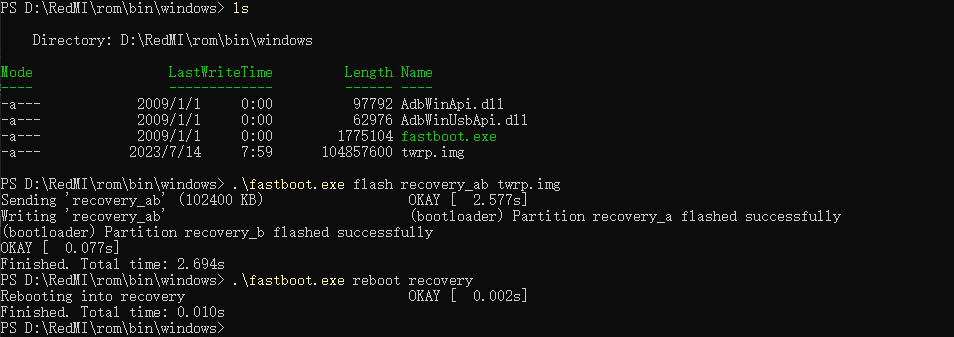 PS D:\RedMI\rom\bin\windows> ls
Directory: D:\RedMI\rom\bin\windows
Mode                 LastWriteTime         Length Name
----                 -------------         ------ ----
-a---            2009/1/1     0:00          97792 AdbWinApi.dll
-a---            2009/1/1     0:00          62976 AdbWinUsbApi.dll
-a---            2009/1/1     0:00        1775104 fastboot.exe
-a---           2023/7/14     7:59      104857600 twrp.img
PS D:\RedMI\rom\bin\windows> .\fastboot.exe flash recovery_ab twrp.img
Sending 'recovery_ab' (102400 KB)                  OKAY [  2.577s]
Writing 'recovery_ab'                              (bootloader) Partition recovery_a flashed successfully
(bootloader) Partition recovery_b flashed successfully
OKAY [  0.077s]
Finished. Total time: 2.694s
PS D:\RedMI\rom\bin\windows> .\fastboot.exe reboot recovery
Rebooting into recovery                            OKAY [  0.002s]
Finished. Total time: 0.010s
PS D:\RedMI\rom\bin\windows>